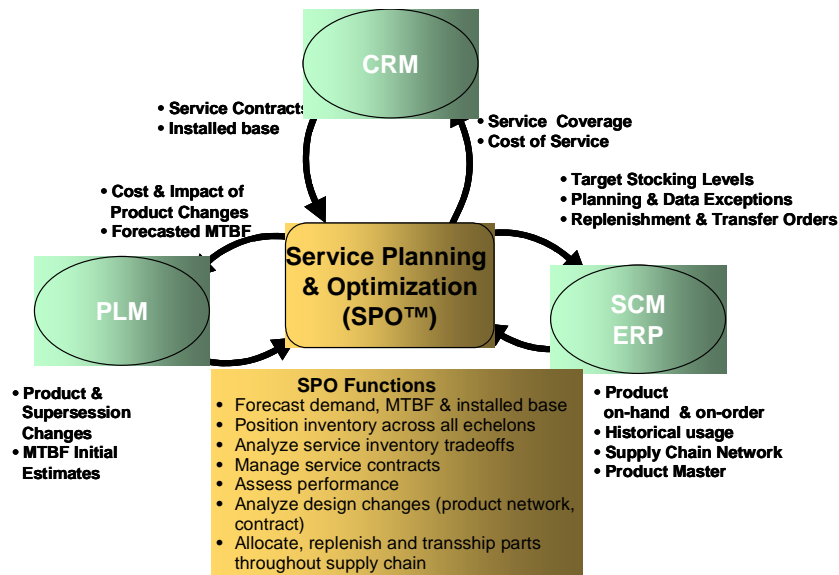 CRM
• Service Contracts
• Installed base
• Service Coverage
• Cost of Service
• Cost & Impact of
Product Changes
• Forecasted MTBF
• Target Stocking Levels
• Planning & Data Exceptions
• Replenishment & Transfer Orders
Service Planning
& Optimization
(SPO™)
PLM
SCM
ERP
• Product &
Supersession
Changes
• MTBF Initial
Estimates
SPO Functions
• Forecast demand, MTBF & installed base
• Position inventory across all echelons
• Analyze service inventory tradeoffs
• Manage service contracts
• Assess performance
• Analyze design changes (product network,
contract)
• Allocate, replenish and transship parts
throughout supply chain
• Product
on-hand & on-order
• Historical usage
• Supply Chain Network
• Product Master